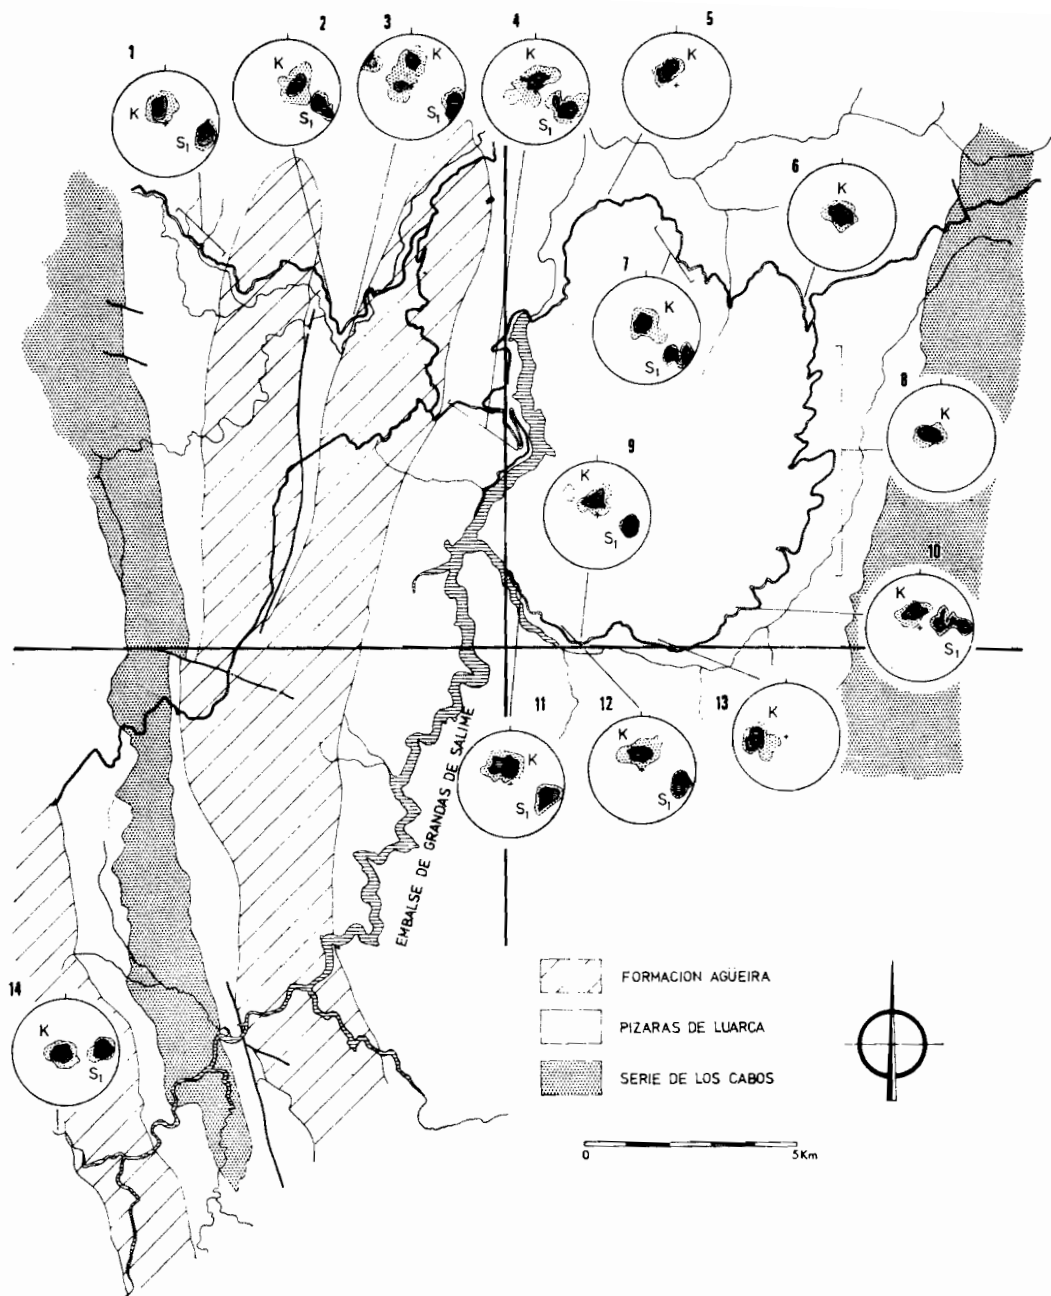 1
K
S1
2
K
S1
3
K
S1
4
K
S1
5
K
6
K
7
K
S1
8
K
9
K
S1
10
K
S1
11
K
S1
12
K
S1
13
K
14
K
S1
EMBALSE DE GRANDAS DE SALIME
FORMACION AGÜEIRA
PIZARAS DE LUARCA
SERIE DE LOS CABOS
0 5Km